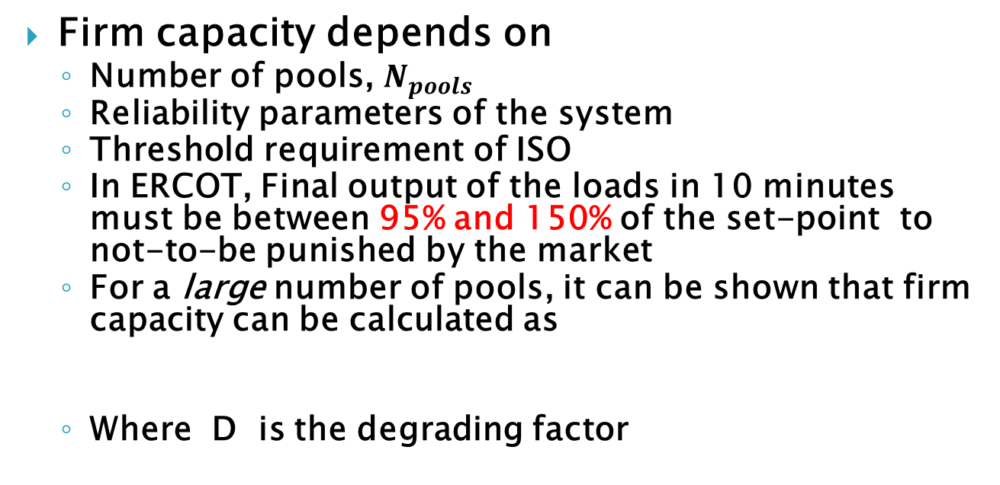 Firm capacity depends on
Number of pools, N_pools
Reliability parameters of the system
Threshold requirement of ISO
In ERCOT, Final output of the loads in 10 minutes
must be between 95% and 150% of the set-point to
not-to-be punished by the market
For a large number of pools, it can be shown that firm
capacity can be calculated as
Where D is the degrading factor